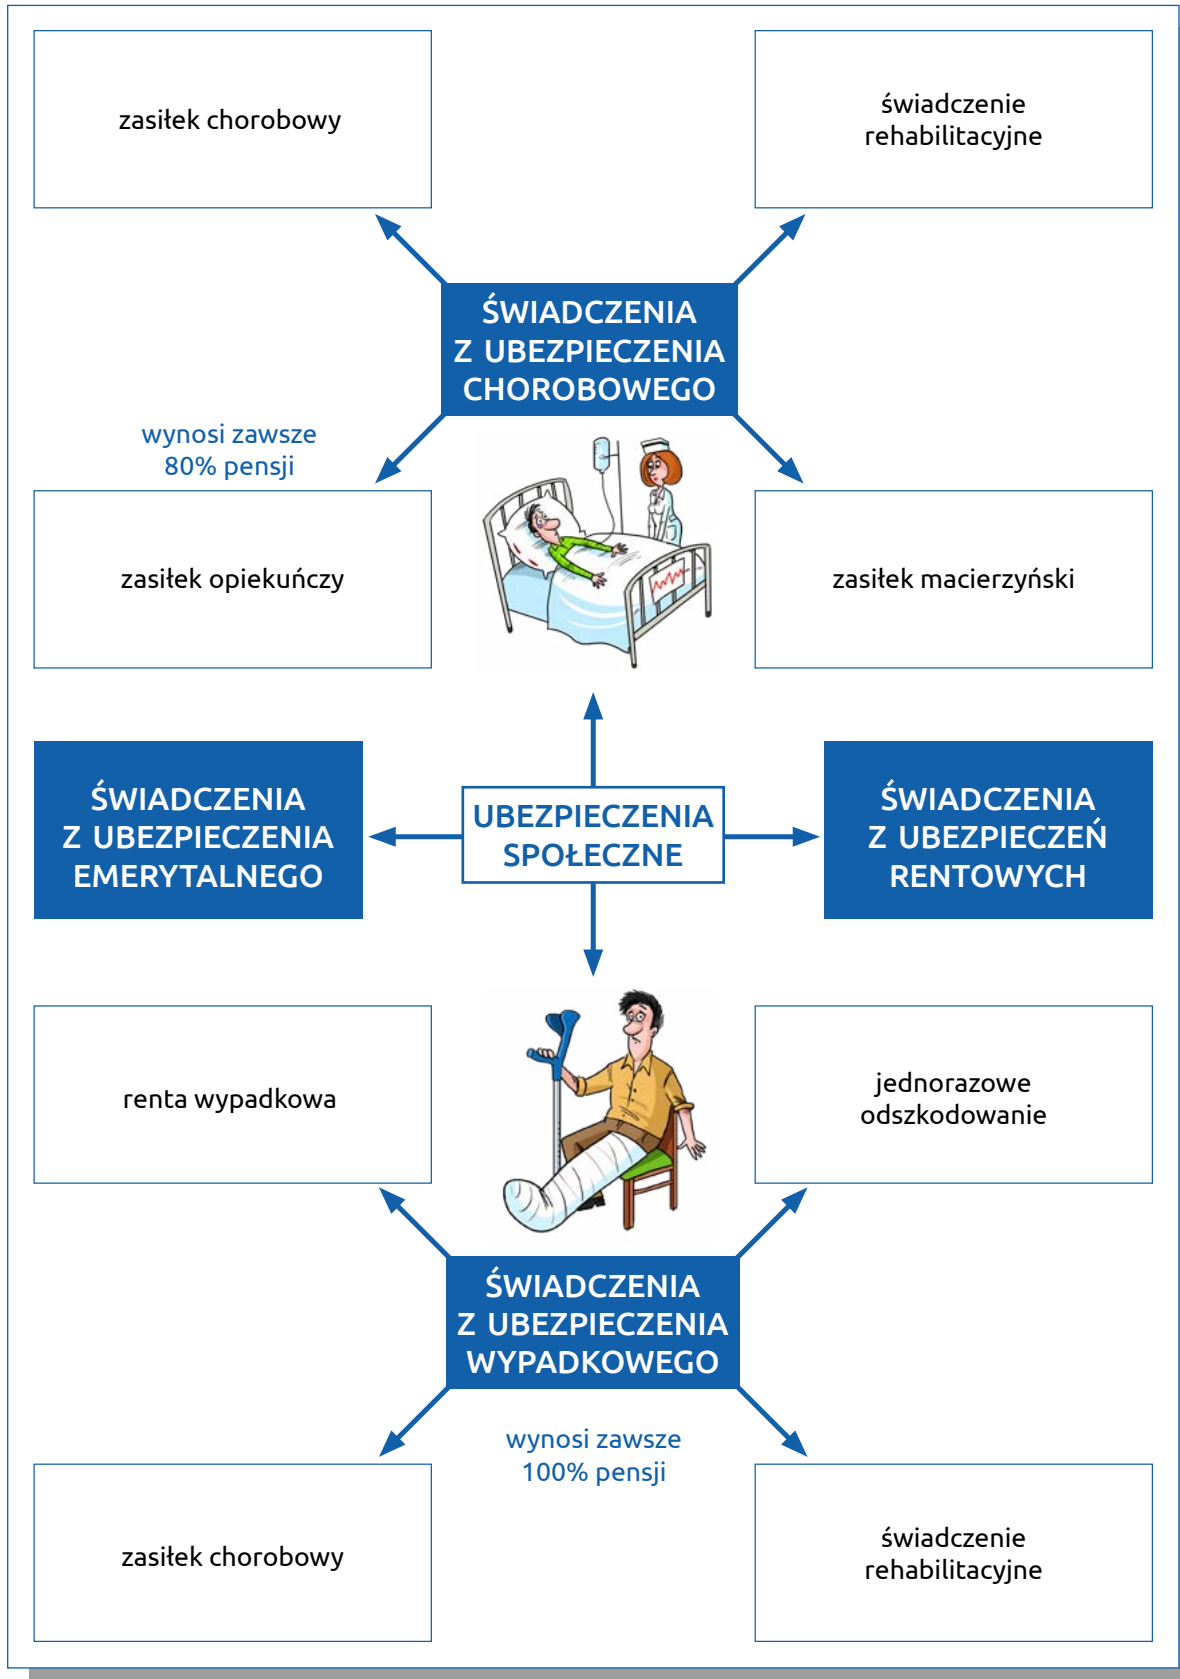 zasiłek chorobowy
świadczenie
rehabilitacyjne
ŚWIADCZENIA
Z UBEZPIECZENIA
CHOROBOWEGO
wynosi zawsze
80% pensji
zasiłek opiekuńczy
zasiłek macierzyński
ŚWIADCZENIA
Z UBEZPIECZENIA
EMERYTALNEGO
UBEZPIECZENIA
SPOŁECZNE
ŚWIADCZENIA
Z UBEZPIECZEŃ
RENTOWYCH
renta wypadkowa
jednorazowe
odszkodowanie
ŚWIADCZENIA
Z UBEZPIECZENIA
WYPADKOWEGO
wynosi zawsze
100% pensji
zasiłek chorobowy
świadczenie
rehabilitacyjne